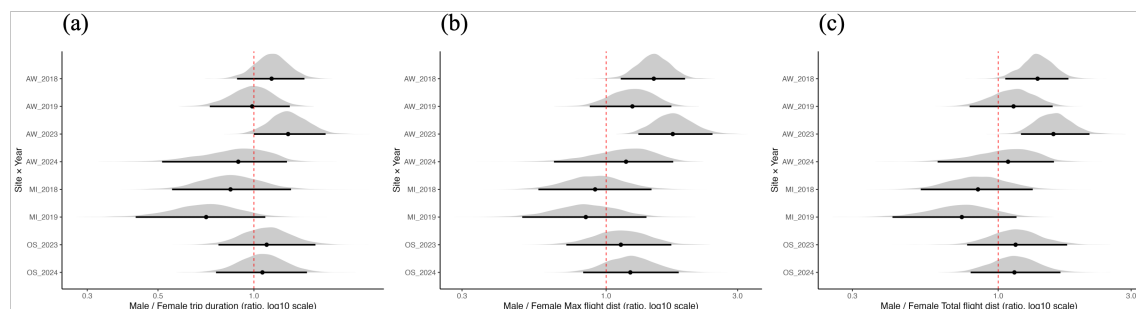 (a)
Site × Year
AW_2018
AW_2019
AW_2023
AW_2024
MI_2018
MI_2019
OS_2023
OS_2024
0.3
0.5
1.0
Male / Female trip duration (ratio, log10 scale)
(b)
Site × Year
AW_2018
AW_2019
AW_2023
AW_2024
MI_2018
MI_2019
OS_2023
OS_2024
0.3
1.0
3.0
Male / Female Max flight dist (ratio, log10 scale)
(c)
Site × Year
AW_2018
AW_2019
AW_2023
AW_2024
MI_2018
MI_2019
OS_2023
OS_2024
0.3
1.0
3.0
Male / Female Total flight dist (ratio, log10 scale)